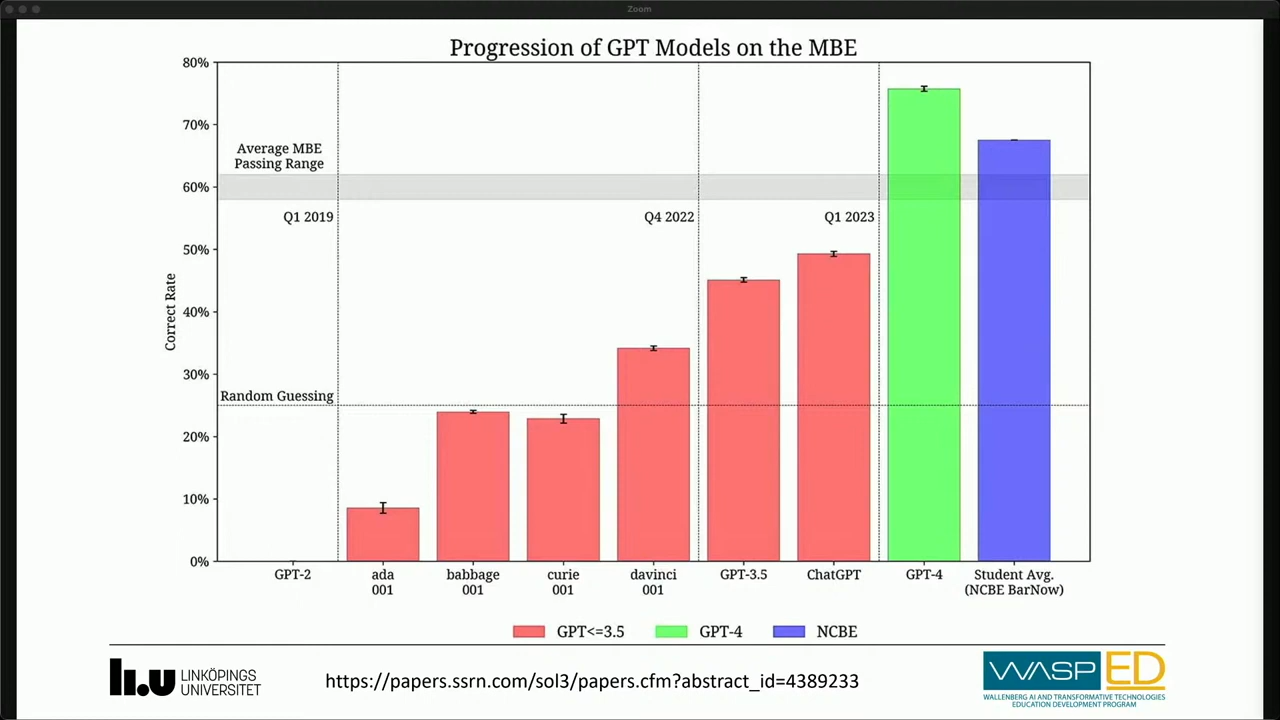 Zoom
Progression of GPT Models on the MBE
80%
70%
60%
50%
40%
30%
20%
10%
0%
Correct Rate
Average MBE
Passing Range
Q1 2019
Q4 2022
Q1 2023
Random Guessing
GPT-2
ada
001
babbage
001
curie
001
davinci
001
GPT-3.5
ChatGPT
GPT-4
Student Avg.
(NCBE BarNow)
GPT<=3.5
GPT-4
NCBE
li.u LINKÖPINGS
UNIVERSITET
https://papers.ssrn.com/sol3/papers.cfm?abstract_id=4389233
WASP ED
WALLENBERG AI AND TRANSFORMATIVE TECHNOLOGIES
EDUCATION DEVELOPMENT PROGRAM